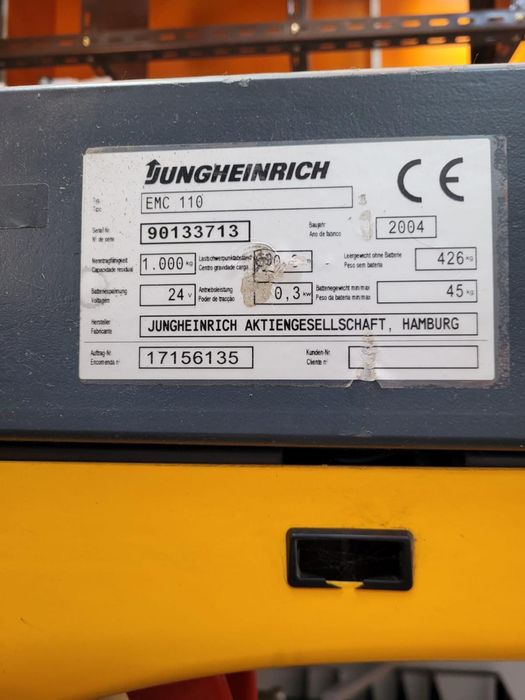 JUNGHEINRICH
CE
Typ.
Tipo
EMC 110
Serial Nr.
Nº. de serie
90133713
Baujahr
Ano de fabrico
2004
Nenntragfähigkeit
Capacidade residual
1.000 kg
Lastschwerpunktabstand
Centro gravidade carga
Leergewicht ohne Batterie
Peso sem bateria
426 kg
Batteriespannung
Voltagem
24 V
Antriebsleistung
Poder de tracção
0,3 kW
Batteriegewicht min/max
Peso da bateria min/max
45 kg
Hersteller
Fabricante
JUNGHEINRICH AKTIENGESELLSCHAFT, HAMBURG
Auftrag-Nr.
Encomenda nº
17156135
Kunden-Nr.
Cliente nº